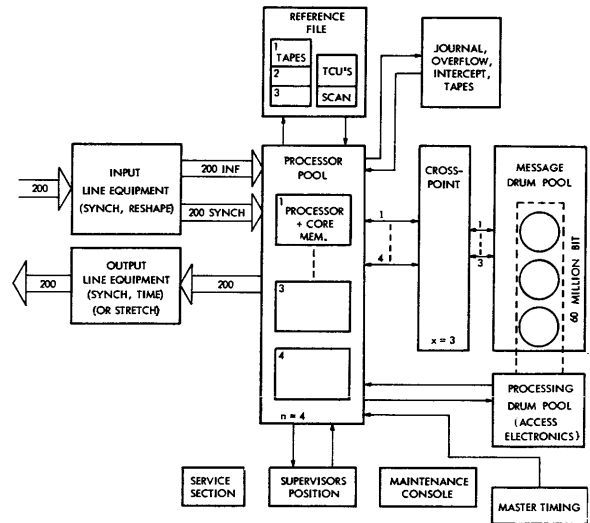 REFERENCE
FILE
1
TAPES
2
3
TCU'S
SCAN
JOURNAL,
OVERFLOW,
INTERCEPT,
TAPES
200
INPUT
LINE EQUIPMENT
(SYNCH, RESHAPE)
200 INF
200 SYNCH
OUTPUT
LINE EQUIPMENT
(SYNCH, TIME)
(OR STRETCH)
200
200
PROCESSOR
POOL
1
PROCESSOR
+ CORE
MEM.
3
4
n = 4
1
4
CROSS-
POINT
x = 3
1
3
MESSAGE
DRUM POOL
60 MILLION BIT
PROCESSING
DRUM POOL
(ACCESS
ELECTRONICS)
SERVICE
SECTION
SUPERVISORS
POSITION
MAINTENANCE
CONSOLE
MASTER TIMING